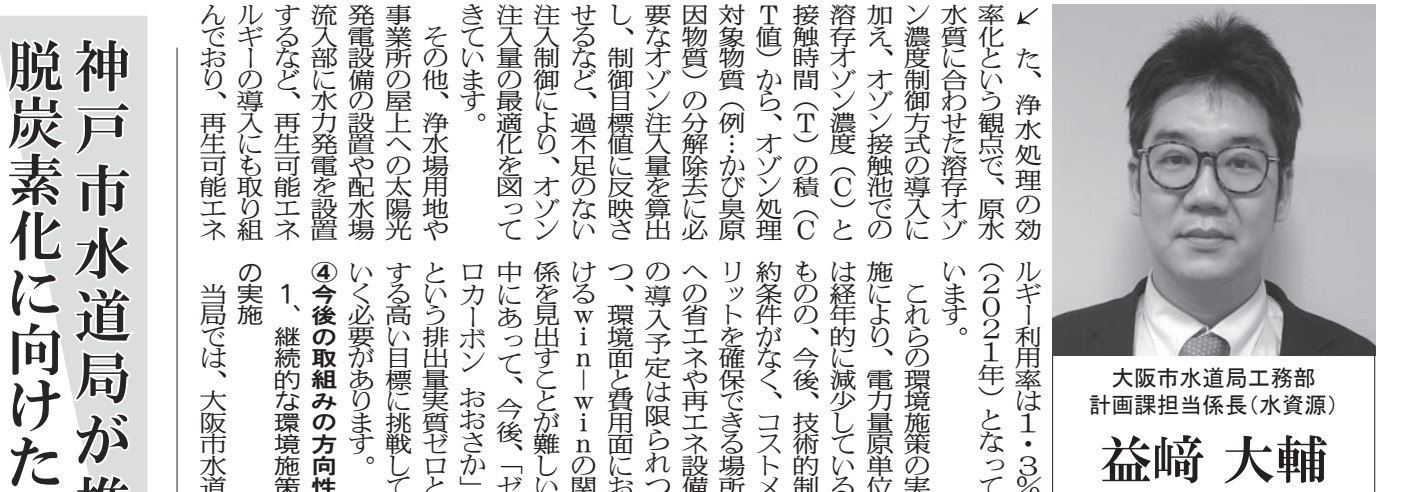 ↙た、浄水処理の効
率化という観点で、原水
水質に合わせた溶存オゾ
ン濃度制御方式の導入に
加え、オゾン接触池での
溶存オゾン濃度（C）と
接触時間（T）の積（C
T値）から、オゾン処理
対象物質（例…かび臭原
因物質）の分解除去に必
要なオゾン注入量を算出
し、制御目標値に反映さ
せるなど、過不足のない
注入制御により、オゾン
注入量の最適化を図って
きています。
その他、浄水場用地や
事業所の屋上への太陽光
発電設備の設置や配水場
流入部に水力発電を設置
するなど、再生可能エネ
ルギーの導入にも取り組
んでおり、再生可能エネ
ルギー利用率は1・3％
（2021年）となって
います。
これらの環境施策の実
施により、電力量原単位
は経年的に減少している
ものの、今後、技術的制
約条件がなく、コストメ
リットを確保できる場所
への省エネや再エネ設備
の導入予定は限られつ
つ、環境面と費用面にお
けるwin―winの関
係を見出すことが難しい
中にあって、今後、「ゼ
ロカーボン おおさか」
という排出量実質ゼロと
する高い目標に挑戦して
いく必要があります。
④今後の取組みの方向性
1、継続的な環境施策
の実施
当局では、大阪市水道
大阪市水道局工務部
計画課担当係長（水資源）
益﨑 大輔
神戸市水道局が推
脱炭素化に向けた